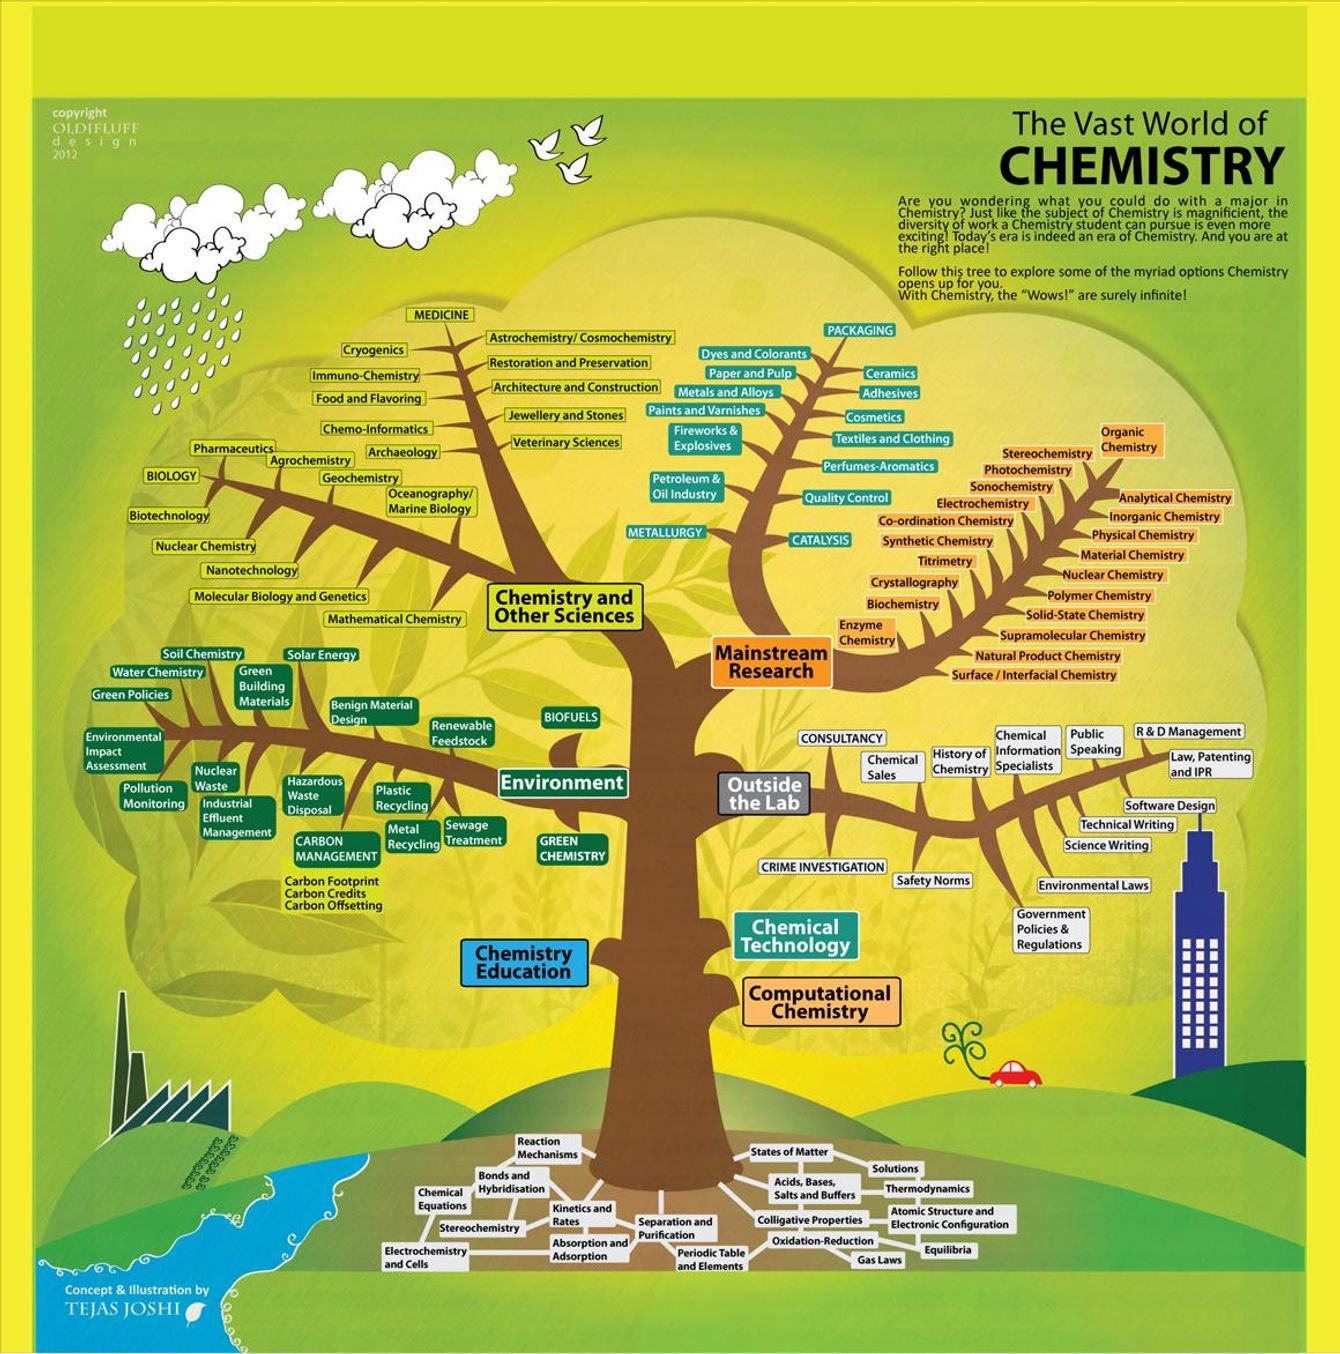 copyright
OLDIFLUFF
design
2012
The Vast World of
CHEMISTRY
Are you wondering what you could do with a major in
Chemistry? Just like the subject of Chemistry is magnificient, the
diversity of work a Chemistry student can pursue is even more
exciting! Today's era is indeed an era of Chemistry. And you are at
the right place!
Follow this tree to explore some of the myriad options Chemistry
opens up for you.
With Chemistry, the "Wows!" are surely infinite!
MEDICINE
Astrochemistry/ Cosmochemistry
Cryogenics
Restoration and Preservation
Immuno-Chemistry
Architecture and Construction
Food and Flavoring
Jewellery and Stones
Chemo-Informatics
Veterinary Sciences
Archaeology
Pharmaceutics
Agrochemistry
BIOLOGY
Geochemistry
Oceanography/
Marine Biology
Biotechnology
Nuclear Chemistry
Nanotechnology
Molecular Biology and Genetics
Mathematical Chemistry
Chemistry and
Other Sciences
PACKAGING
Dyes and Colorants
Paper and Pulp
Ceramics
Metals and Alloys
Adhesives
Paints and Varnishes
Cosmetics
Fireworks &
Explosives
Textiles and Clothing
Perfumes-Aromatics
Petroleum &
Oil Industry
Quality Control
METALLURGY
CATALYSIS
Organic
Chemistry
Stereochemistry
Photochemistry
Sonochemistry
Electrochemistry
Co-ordination Chemistry
Synthetic Chemistry
Titrimetry
Crystallography
Biochemistry
Enzyme
Chemistry
Analytical Chemistry
Inorganic Chemistry
Physical Chemistry
Material Chemistry
Nuclear Chemistry
Polymer Chemistry
Solid-State Chemistry
Supramolecular Chemistry
Natural Product Chemistry
Surface / Interfacial Chemistry
Mainstream
Research
Soil Chemistry
Solar Energy
Water Chemistry
Green
Building
Materials
Green Policies
Benign Material
Design
Renewable
Feedstock
BIOFUELS
Environmental
Impact
Assessment
Pollution
Monitoring
Nuclear
Waste
Industrial
Effluent
Management
Hazardous
Waste
Disposal
Plastic
Recycling
CARBON
MANAGEMENT
Carbon Footprint
Carbon Credits
Carbon Offsetting
Metal
Recycling
Sewage
Treatment
GREEN
CHEMISTRY
Environment
CONSULTANCY
Chemical
Sales
History of
Chemistry
Chemical
Information
Specialists
Public
Speaking
R & D Management
Law, Patenting
and IPR
Outside
the Lab
Software Design
Technical Writing
Science Writing
CRIME INVESTIGATION
Safety Norms
Environmental Laws
Government
Policies &
Regulations
Chemistry
Education
Chemical
Technology
Computational
Chemistry
Reaction
Mechanisms
Bonds and
Hybridisation
Chemical
Equations
Stereochemistry
Kinetics and
Rates
Electrochemistry
and Cells
Absorption and
Adsorption
Separation and
Purification
Periodic Table
and Elements
States of Matter
Solutions
Acids, Bases,
Salts and Buffers
Thermodynamics
Colligative Properties
Atomic Structure and
Electronic Configuration
Oxidation-Reduction
Equilibria
Gas Laws
Concept & Illustration by
TEJAS JOSHI